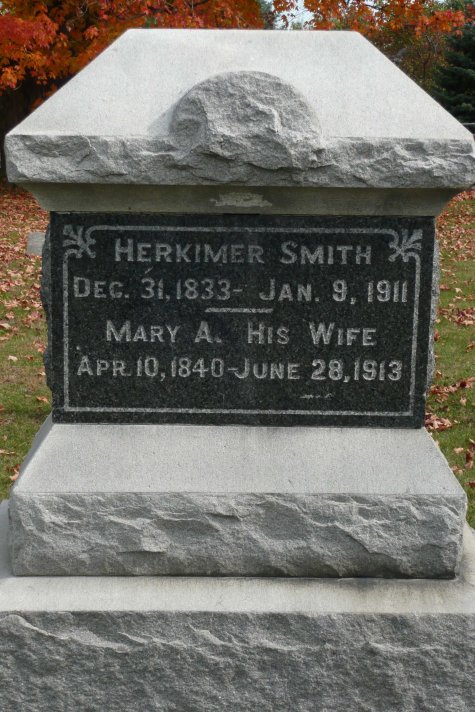 HERKIMER SMITH
DEC. 31, 1833 - JAN. 9, 1911
MARY A. HIS WIFE
APR. 10, 1840 - JUNE 28, 1913